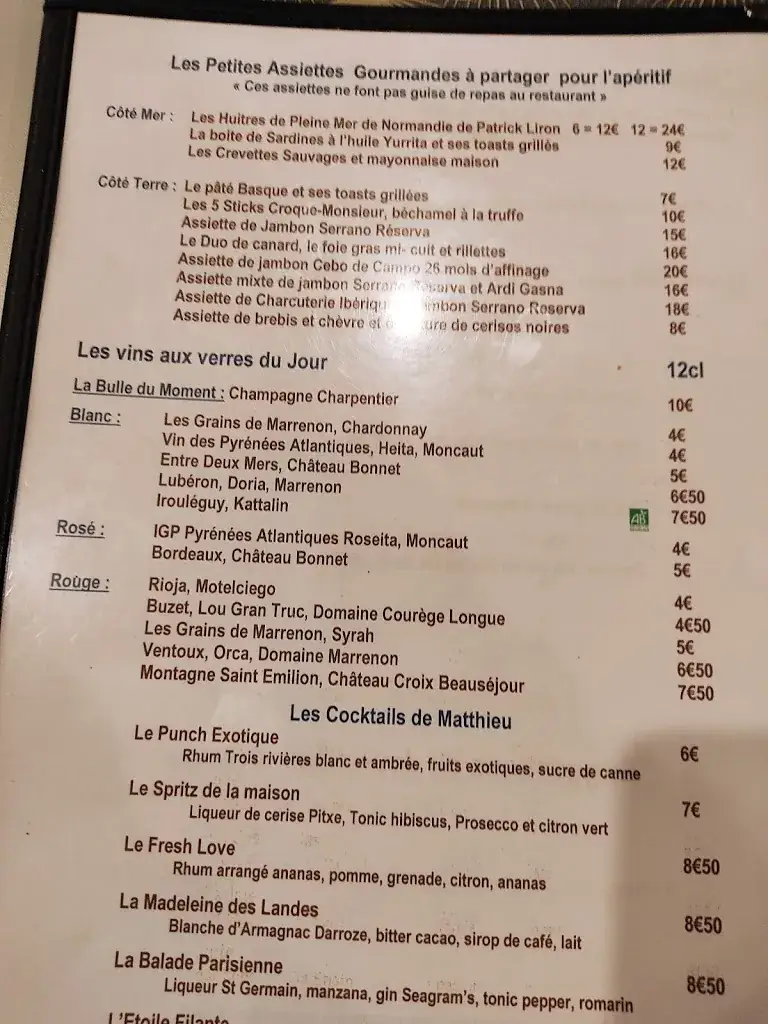 Les Petites Assiettes Gourmandes à partager pour l'apéritif
« Ces assiettes ne font pas guise de repas au restaurant »
Côté Mer : Les Huitres de Pleine Mer de Normandie de Patrick Liron 6 = 12€ 12 = 24€
La boite de Sardines à l'huile Yurrita et ses toasts grillés 9€
Les Crevettes Sauvages et mayonnaise maison 12€
Côté Terre : Le pâté Basque et ses toasts grillées 7€
Les 5 Sticks Croque-Monsieur, béchamel à la truffe 10€
Assiette de Jambon Serrano Réserva 15€
Le Duo de canard, le foie gras mi- cuit et rillettes 16€
Assiette de jambon Cebo de Campo 26 mois d'affinage 20€
Assiette mixte de jambon Serrano Reserva et Ardi Gasna 16€
Assiette de Charcuterie Ibériq jambon Serrano Reserva 18€
Assiette de brebis et chèvre et de cerises noires 8€
Les vins aux verres du Jour 12cl
La Bulle du Moment : Champagne Charpentier 10€
Blanc : Les Grains de Marrenon, Chardonnay 4€
Vin des Pyrénées Atlantiques, Heita, Moncaut 4€
Entre Deux Mers, Château Bonnet 5€
Lubéron, Doria, Marrenon 6€50
Irouléguy, Kattalin AB 7€50
Rosé : IGP Pyrénées Atlantiques Roseita, Moncaut 4€
Bordeaux, Château Bonnet 5€
Roùge : Rioja, Motelciego 4€
Buzet, Lou Gran Truc, Domaine Courège Longue 4€50
Les Grains de Marrenon, Syrah 5€
Ventoux, Orca, Domaine Marrenon 6€50
Montagne Saint Emilion, Château Croix Beauséjour 7€50
Les Cocktails de Matthieu
Le Punch Exotique 6€
Rhum Trois rivières blanc et ambrée, fruits exotiques, sucre de canne
Le Spritz de la maison 7€
Liqueur de cerise Pitxe, Tonic hibiscus, Prosecco et citron vert
Le Fresh Love 8€50
Rhum arrangé ananas, pomme, grenade, citron, ananas
La Madeleine des Landes 8€50
Blanche d'Armagnac Darroze, bitter cacao, sirop de café, lait
La Balade Parisienne 8€50
Liqueur St Germain, manzana, gin Seagram's, tonic pepper, romarin
L'Etoile Filante